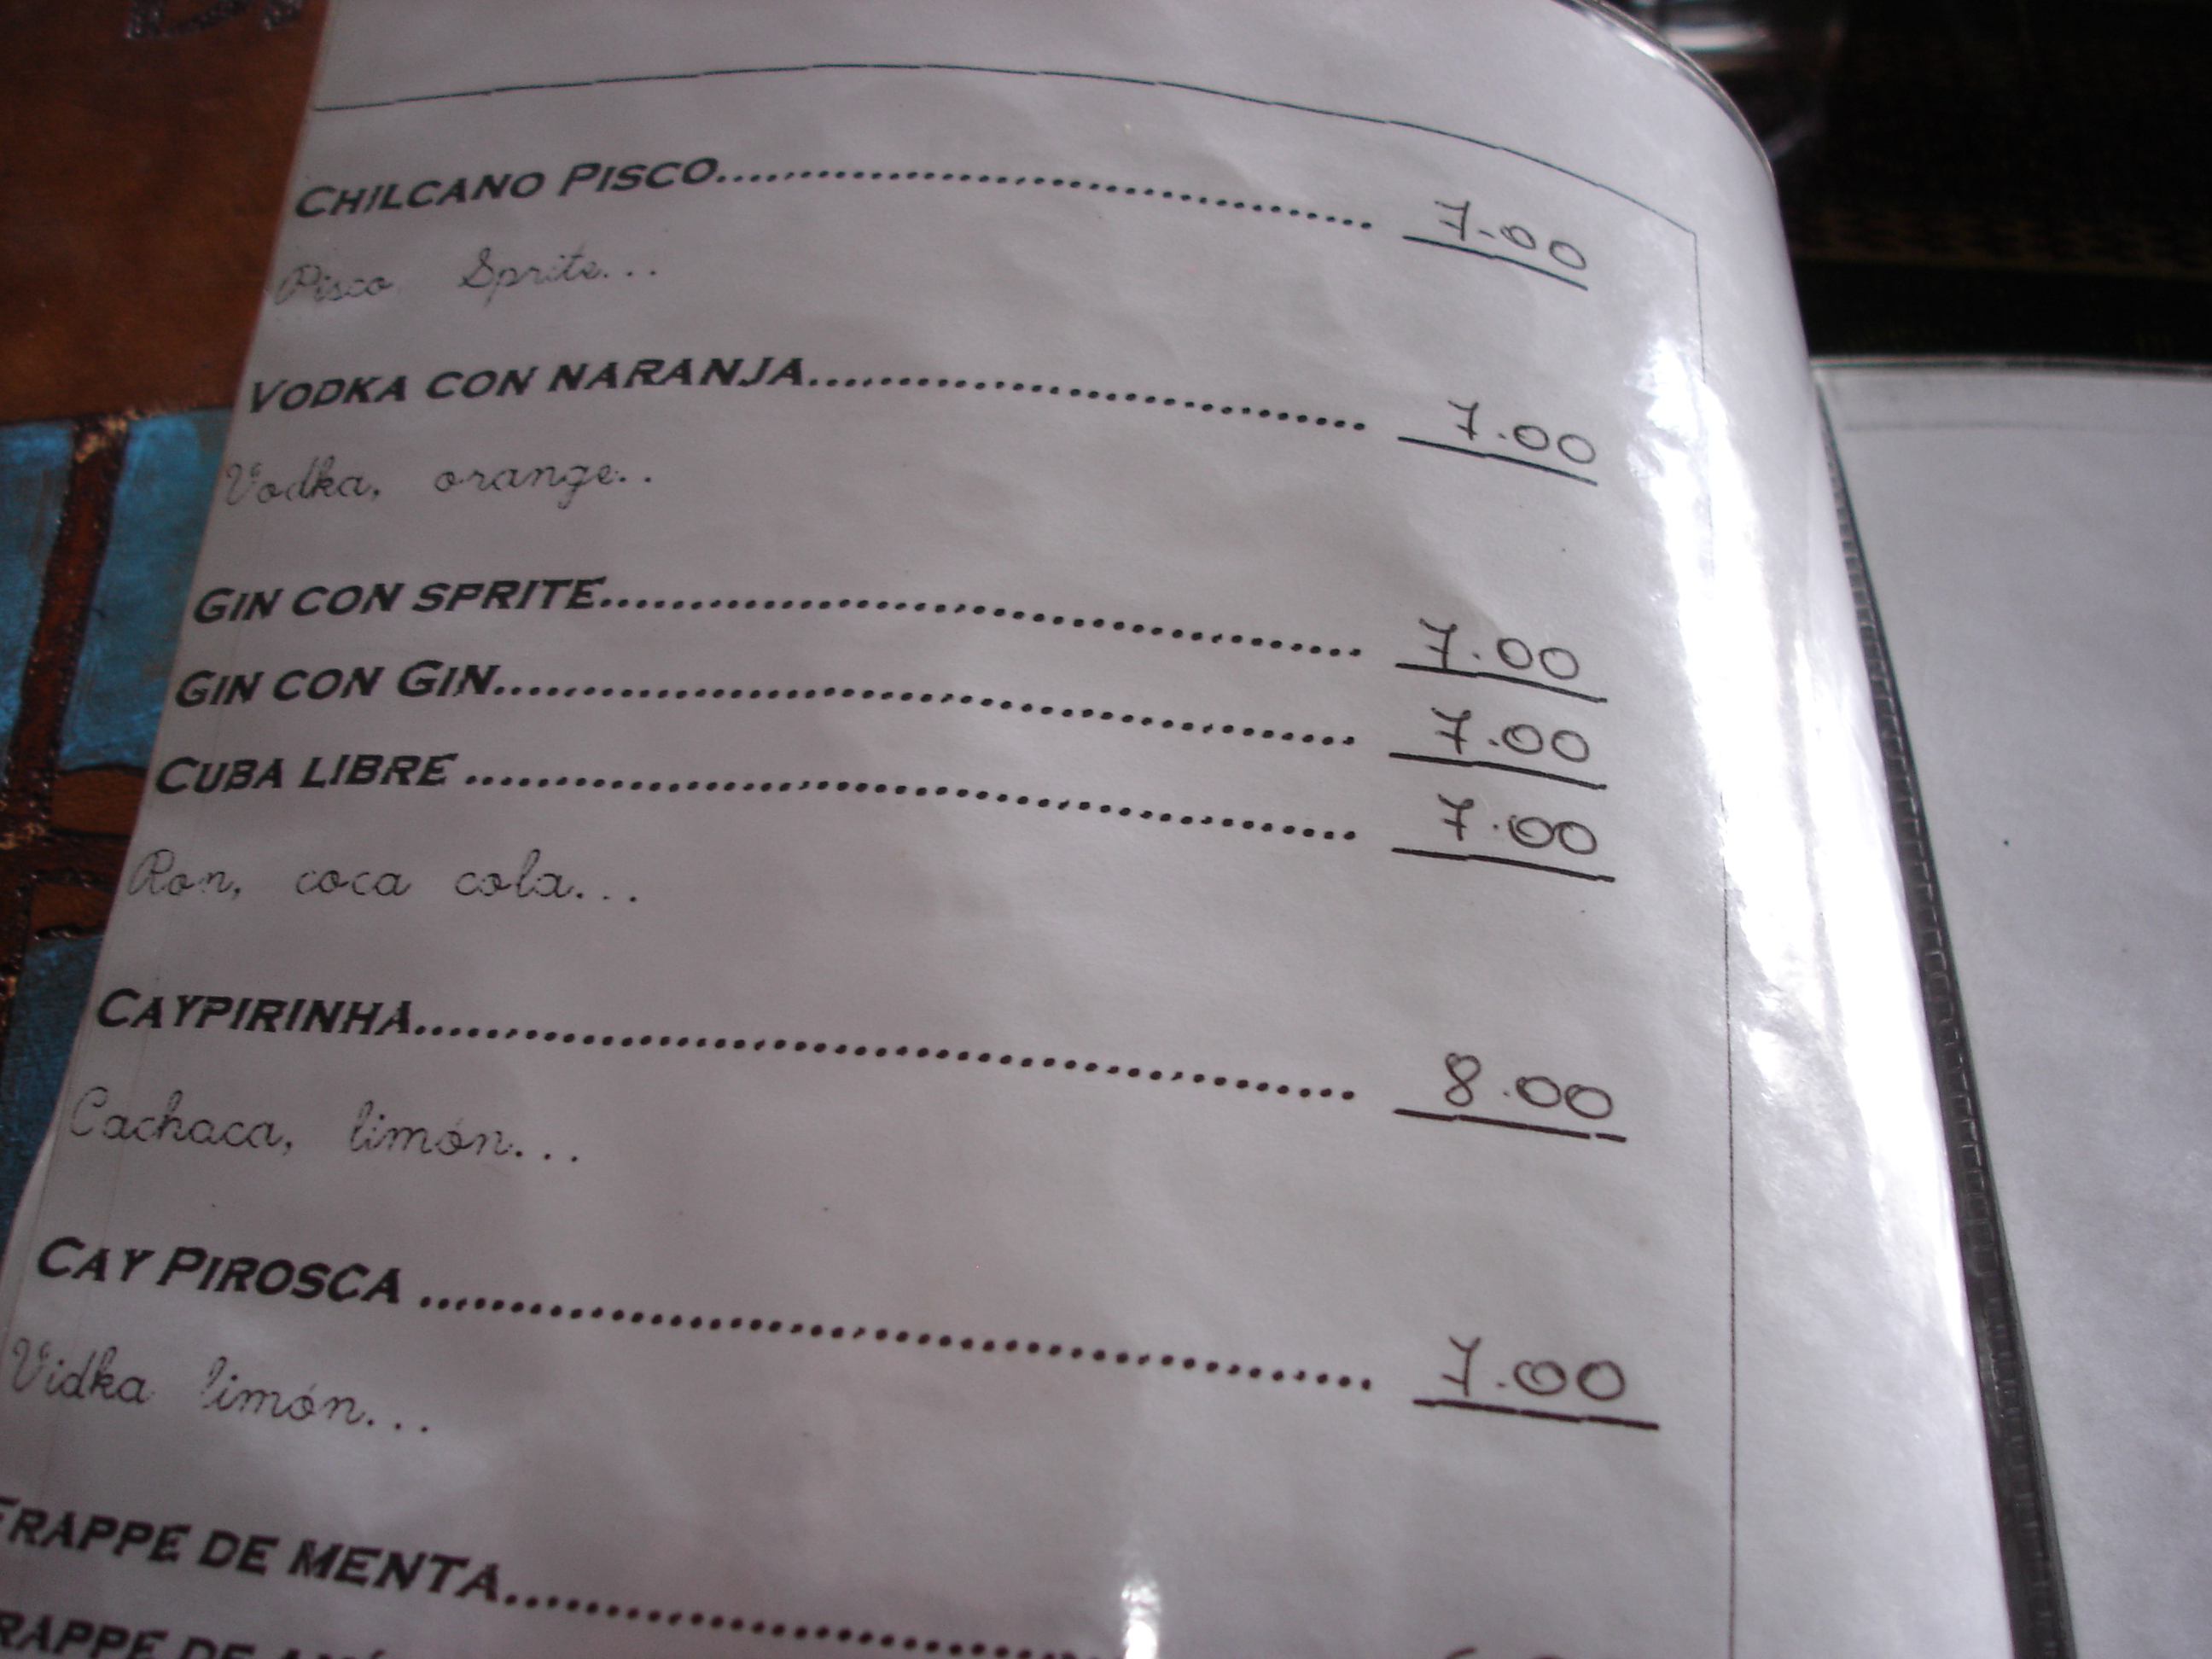 CHILCANO PISCO.......................................... 7.00
Pisco Sprite...
VODKA CON NARANJA.................................... 7.00
Vodka, orange..
GIN CON SPRITE.................................................. 7.00
GIN CON GIN......................................................... 7.00
CUBA LIBRE .......................................................... 7.00
Ron, coca cola...
CAYPIRINHA........................................................ 8.00
Cachaca, limón...
CAY PIROSCA ..................................................... 7.00
Vidka limón...
FRAPPE DE MENTA...............................
RAPPE DE